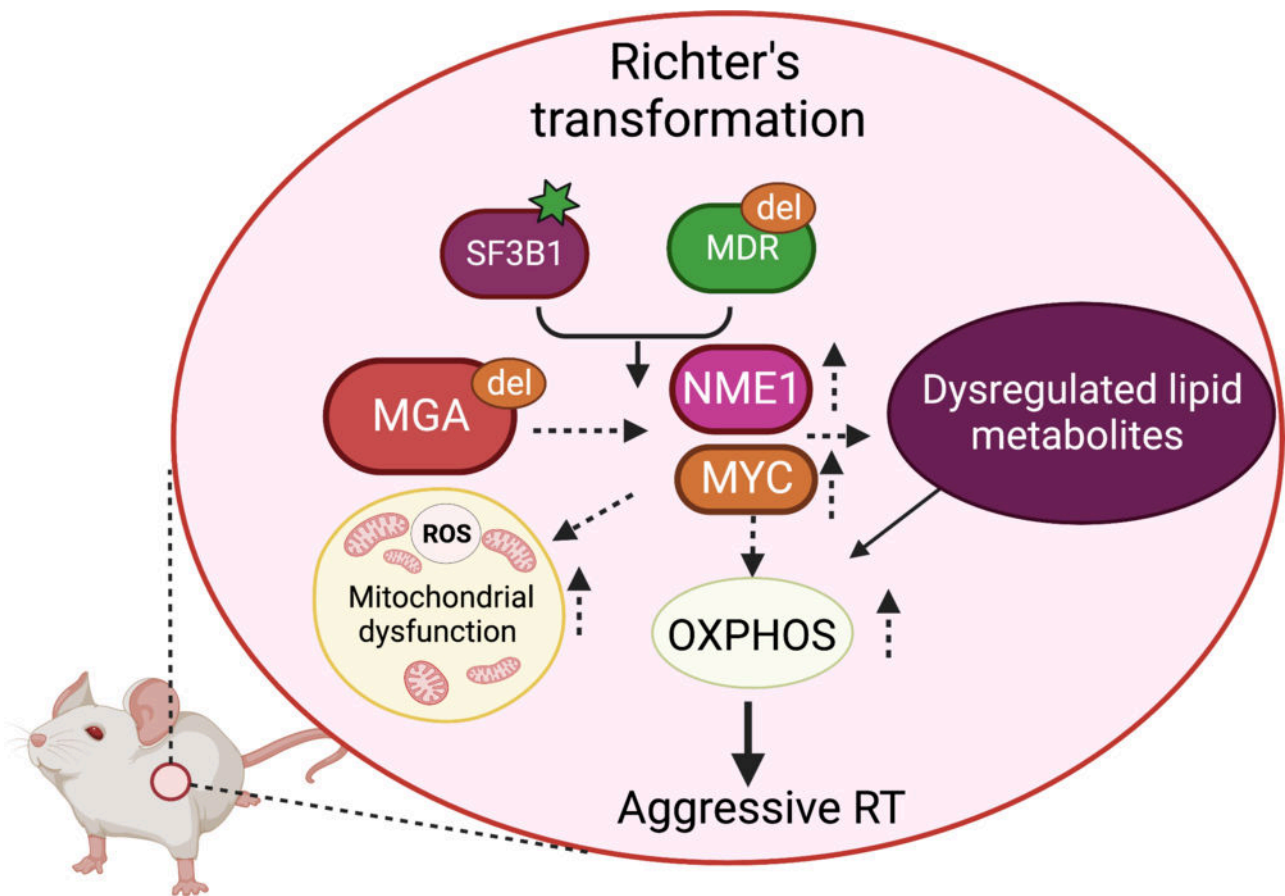 Richter's
transformation
SF3B1
del
MDR
del
MGA
NME1
MYC
Dysregulated lipid
metabolites
ROS
Mitochondrial
dysfunction
OXPHOS
Aggressive RT